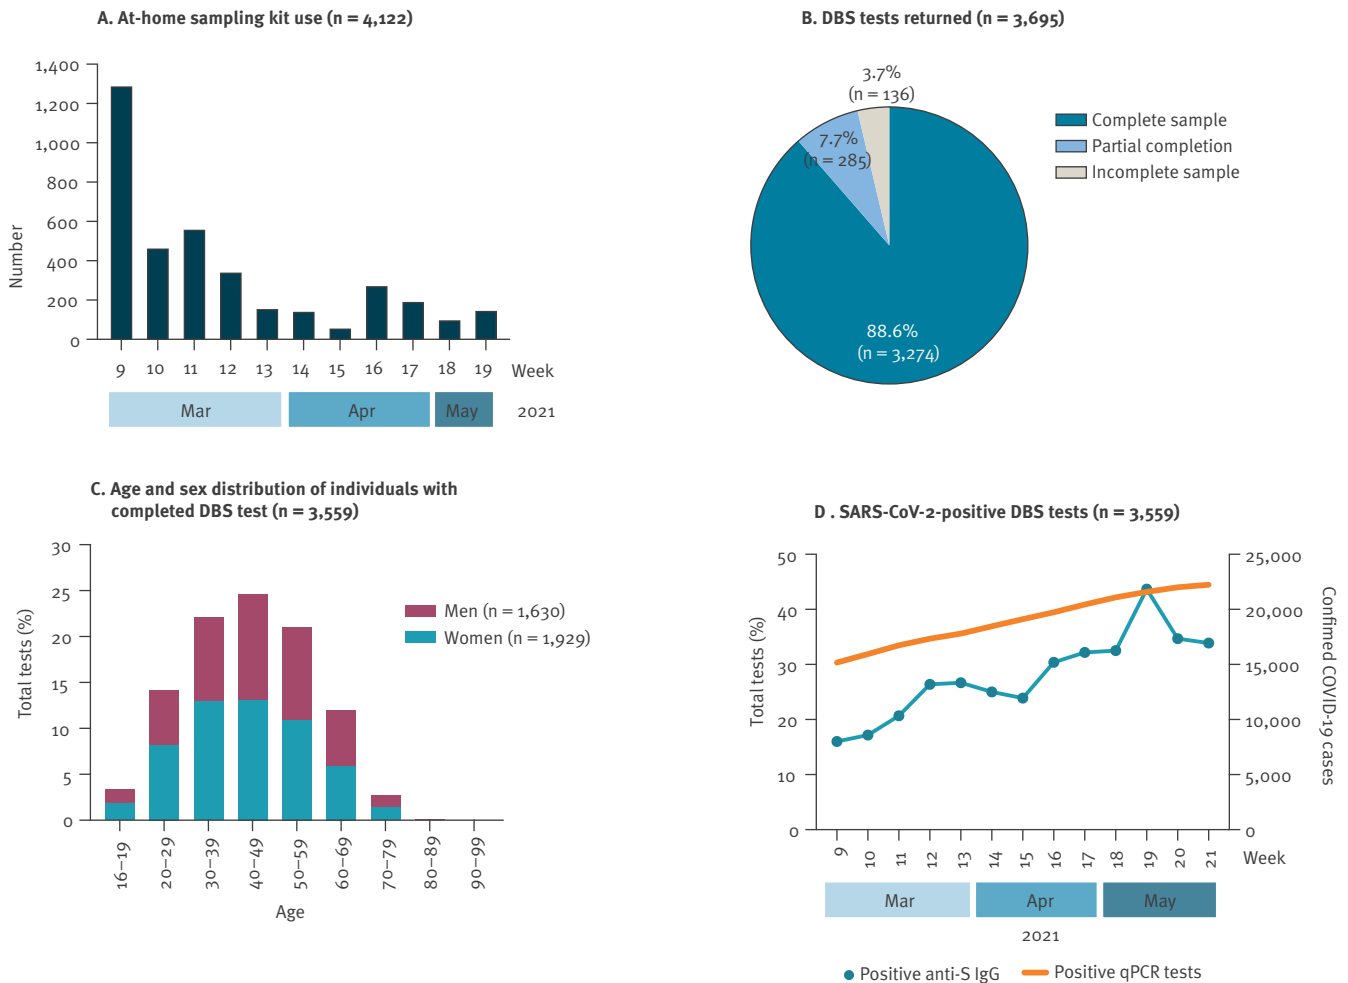 A. At-home sampling kit use (n = 4,122)
1,400
1,200
1,000
800
600
400
200
0
Number
9 10 11 12 13 14 15 16 17 18 19 Week
Mar Apr May 2021
B. DBS tests returned (n = 3,695)
3.7%
(n = 136)
7.7%
(n = 285)
88.6%
(n = 3,274)
Complete sample
Partial completion
Incomplete sample
C. Age and sex distribution of individuals with
completed DBS test (n = 3,559)
30
25
20
15
10
5
0
Total tests (%)
Men (n = 1,630)
Women (n = 1,929)
16–19 20–29 30–39 40–49 50–59 60–69 70–79 80–89 90–99
Age
D . SARS-CoV-2-positive DBS tests (n = 3,559)
50
40
30
20
10
0
Total tests (%)
25,000
20,000
15,000
10,000
5,000
0
Confimed COVID-19 cases
9 10 11 12 13 14 15 16 17 18 19 20 21 Week
Mar Apr May
2021
Positive anti-S IgG Positive qPCR tests